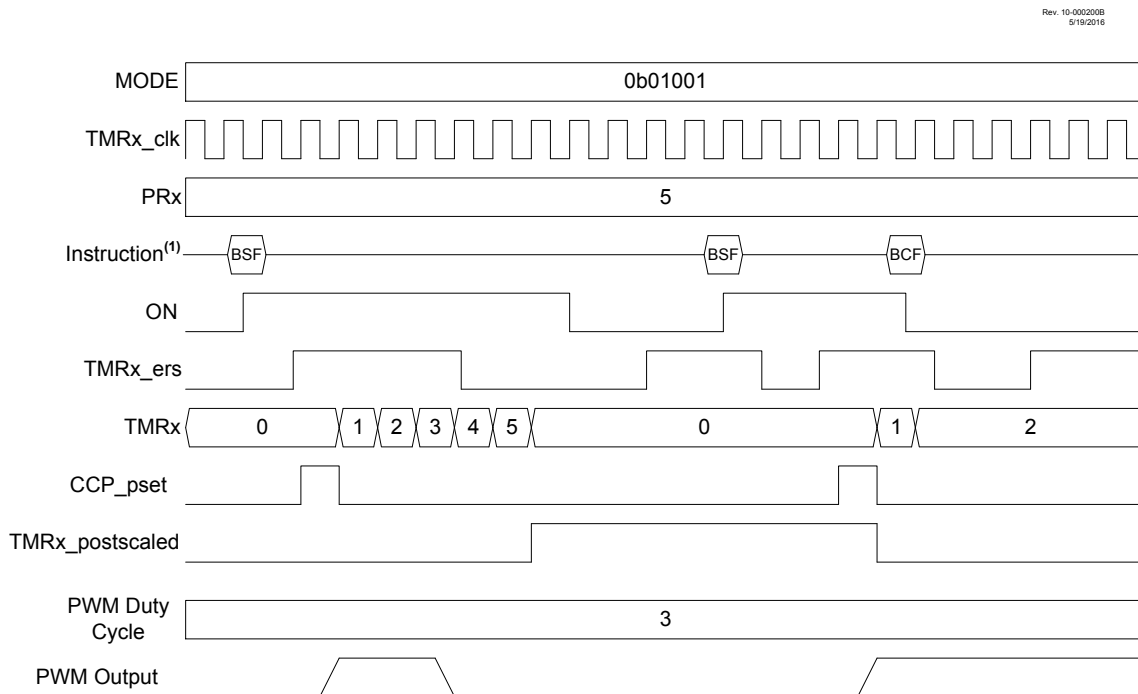 Rev. 10-000200B
5/19/2016
MODE 0b01001
TMRx_clk
PRx 5
Instruction(1) BSF BSF BCF
ON
TMRx_ers
TMRx 0 1 2 3 4 5 0 1 2
CCP_pset
TMRx_postscaled
PWM Duty
Cycle 3
PWM Output